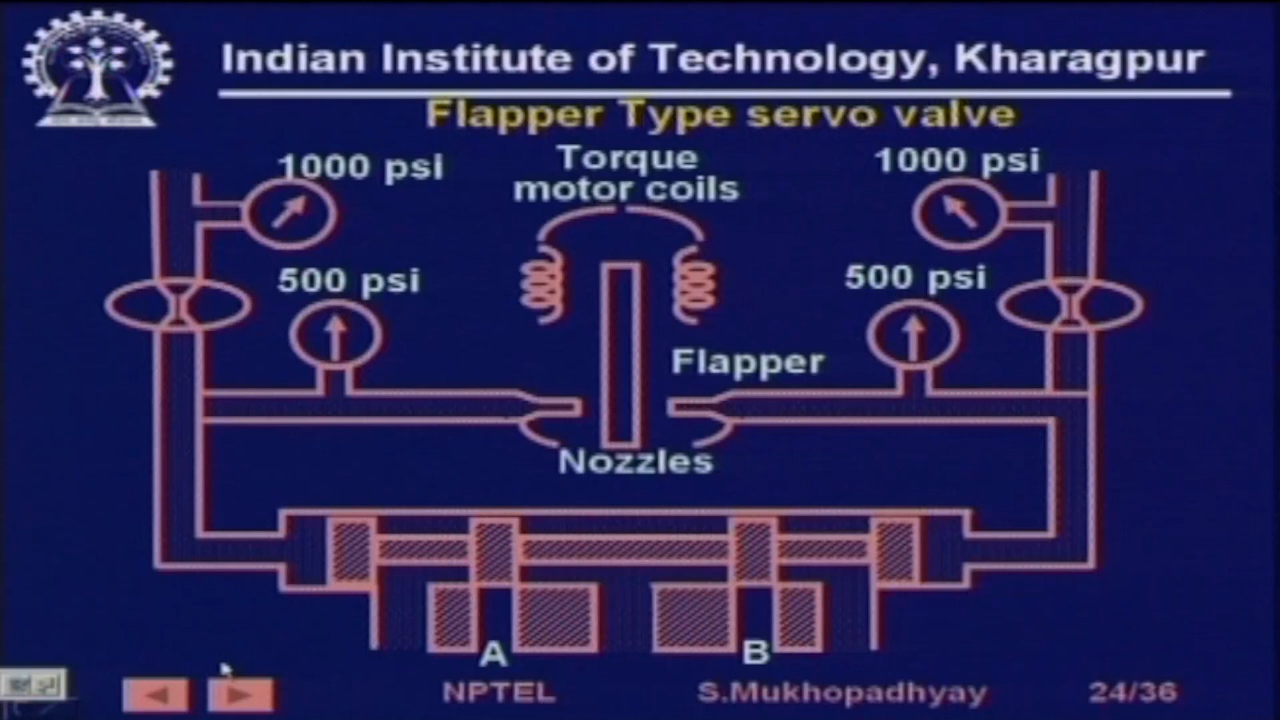 Indian Institute of Technology, Kharagpur
Flapper Type servo valve
1000 psi
Torque
motor coils
1000 psi
500 psi
500 psi
Flapper
Nozzles
A
B
NPTEL
S.Mukhopadhyay
24/36